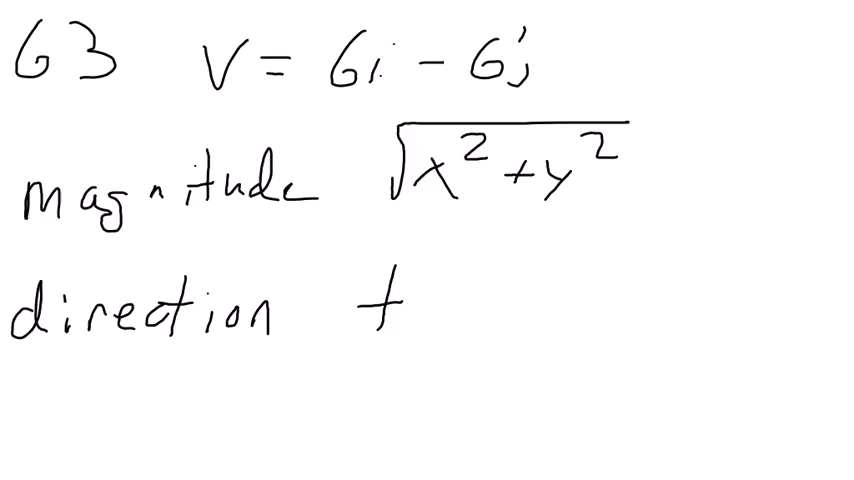 63 V = 6i - 6j
magnitude √x² + y²
direction t